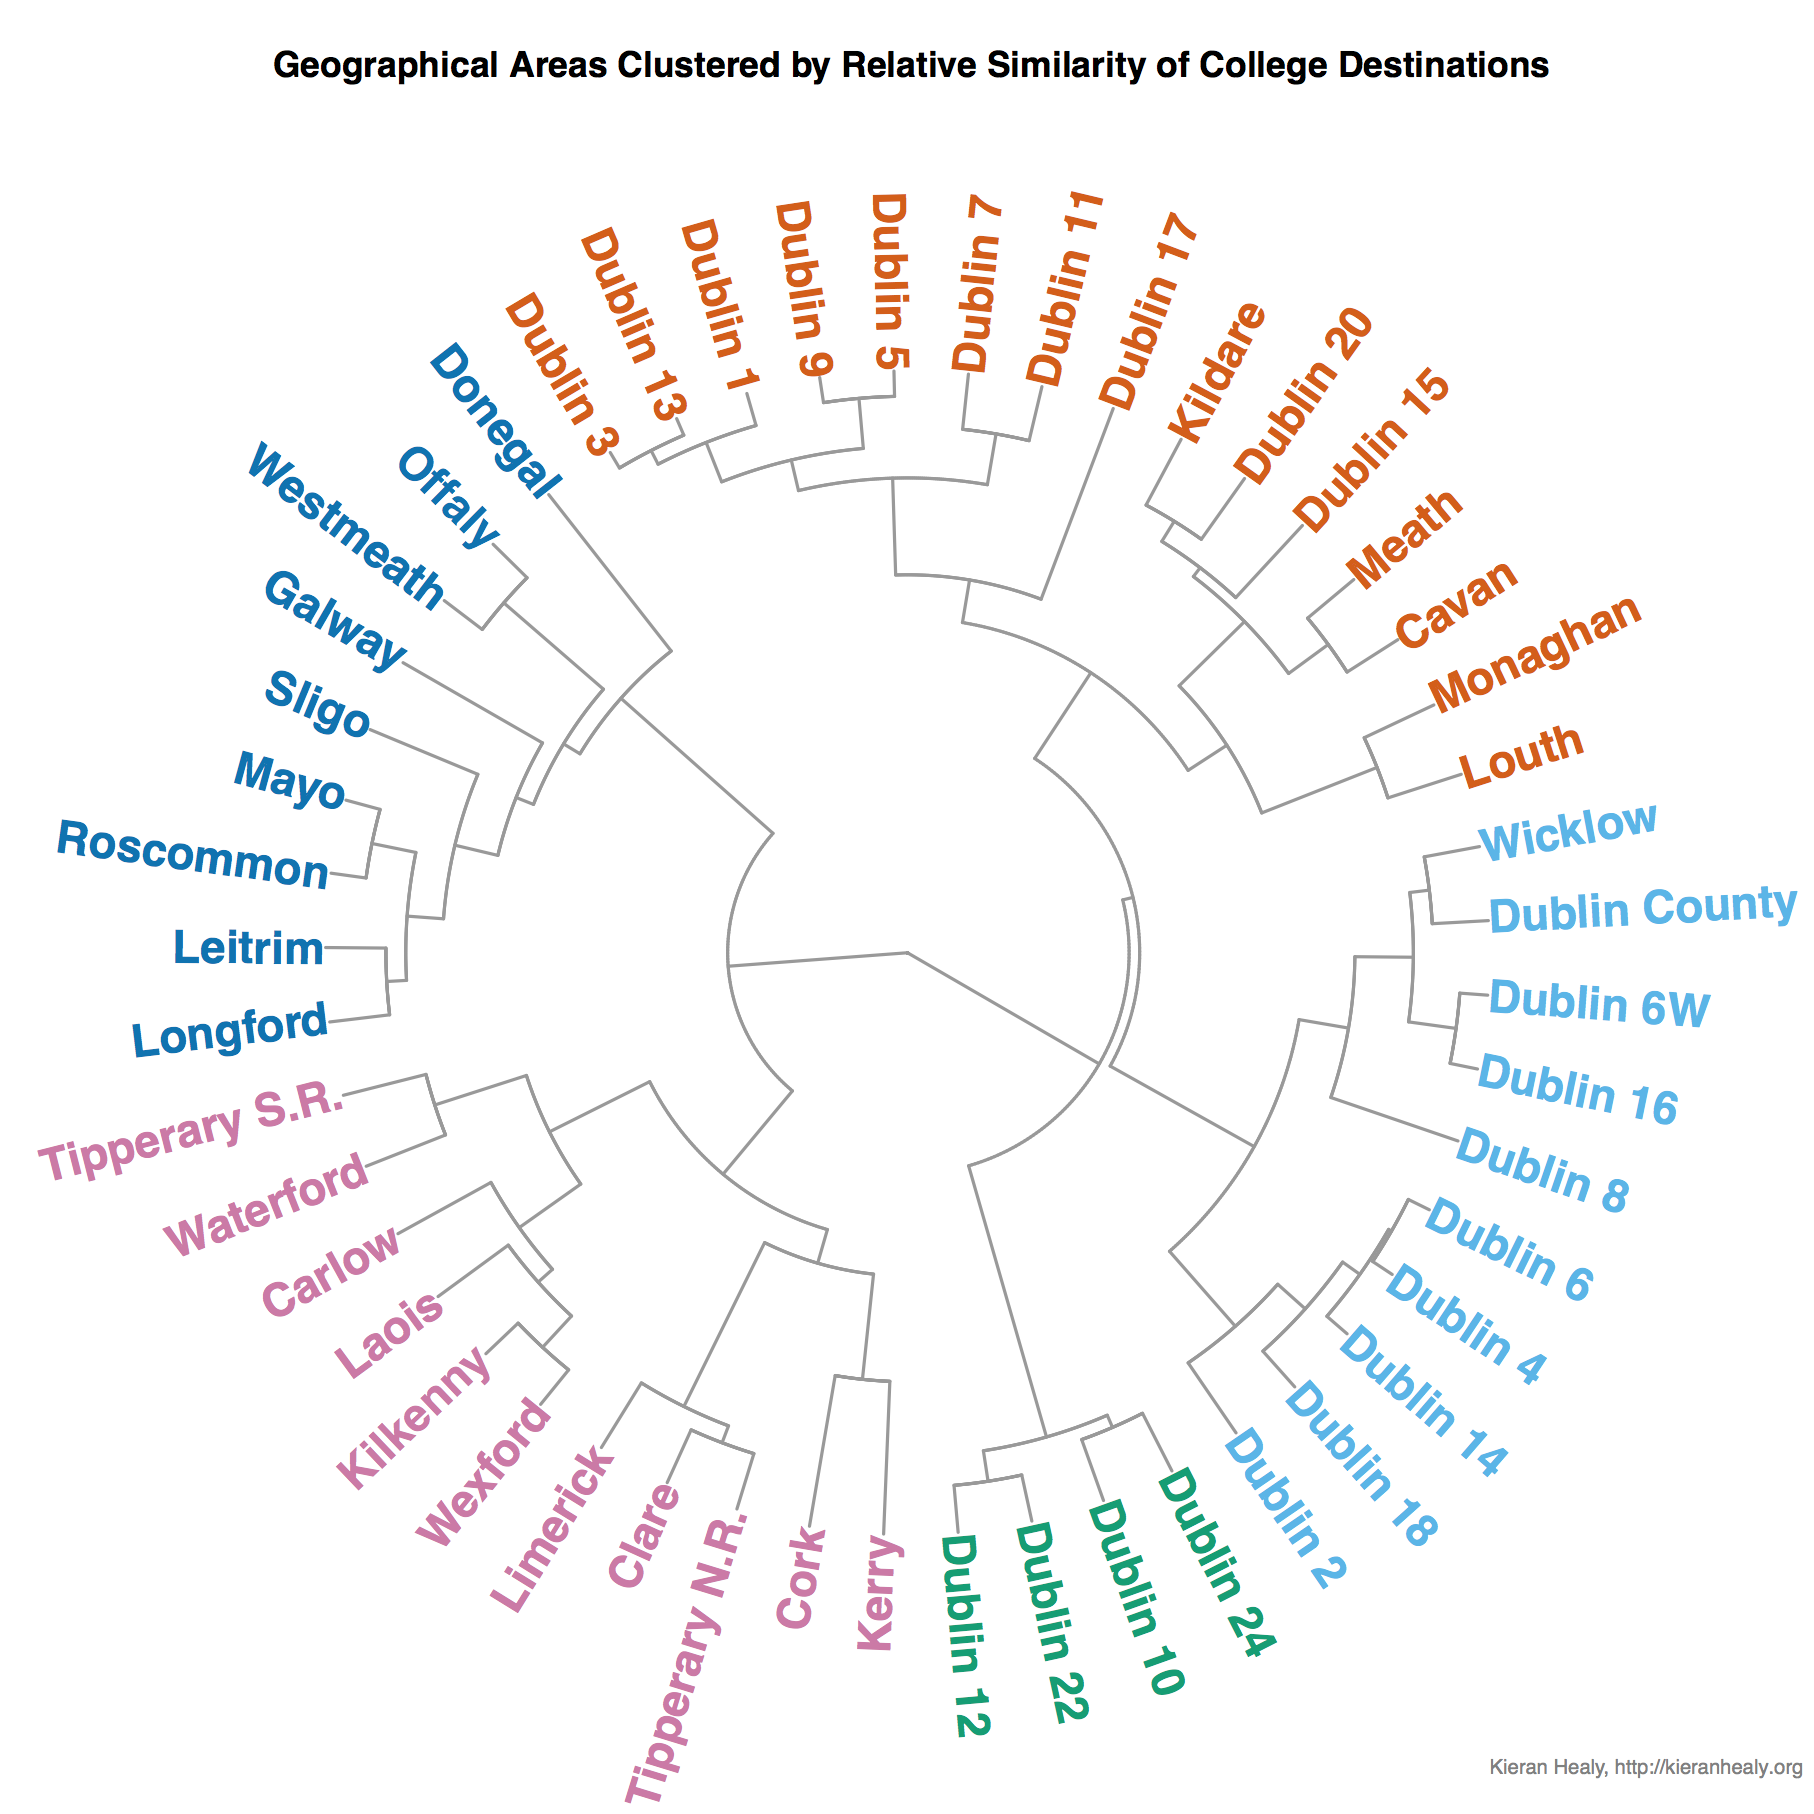 Geographical Areas Clustered by Relative Similarity of College Destinations
Donegal
Dublin 3
Dublin 13
Dublin 1
Dublin 9
Dublin 5
Dublin 7
Dublin 11
Dublin 17
Kildare
Dublin 20
Dublin 15
Meath
Cavan
Monaghan
Louth
Wicklow
Dublin County
Dublin 6W
Dublin 16
Dublin 8
Dublin 6
Dublin 4
Dublin 14
Dublin 18
Dublin 2
Dublin 24
Dublin 10
Dublin 22
Dublin 12
Kerry
Cork
Tipperary N.R.
Clare
Limerick
Wexford
Kilkenny
Laois
Carlow
Waterford
Tipperary S.R.
Longford
Leitrim
Roscommon
Mayo
Sligo
Galway
Westmeath
Offaly
Kieran Healy, http://kieranhealy.org